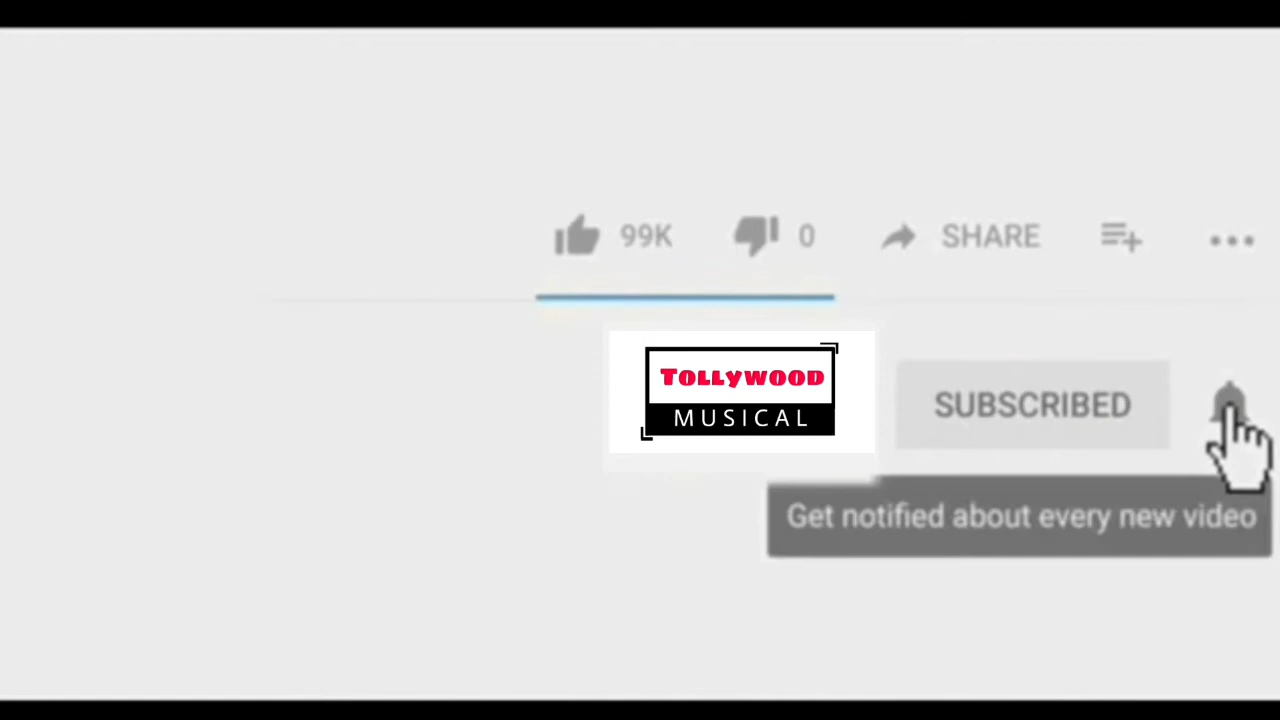 99K 0 SHARE
TOLLYWOOD
MUSICAL
SUBSCRIBED
Get notified about every new video